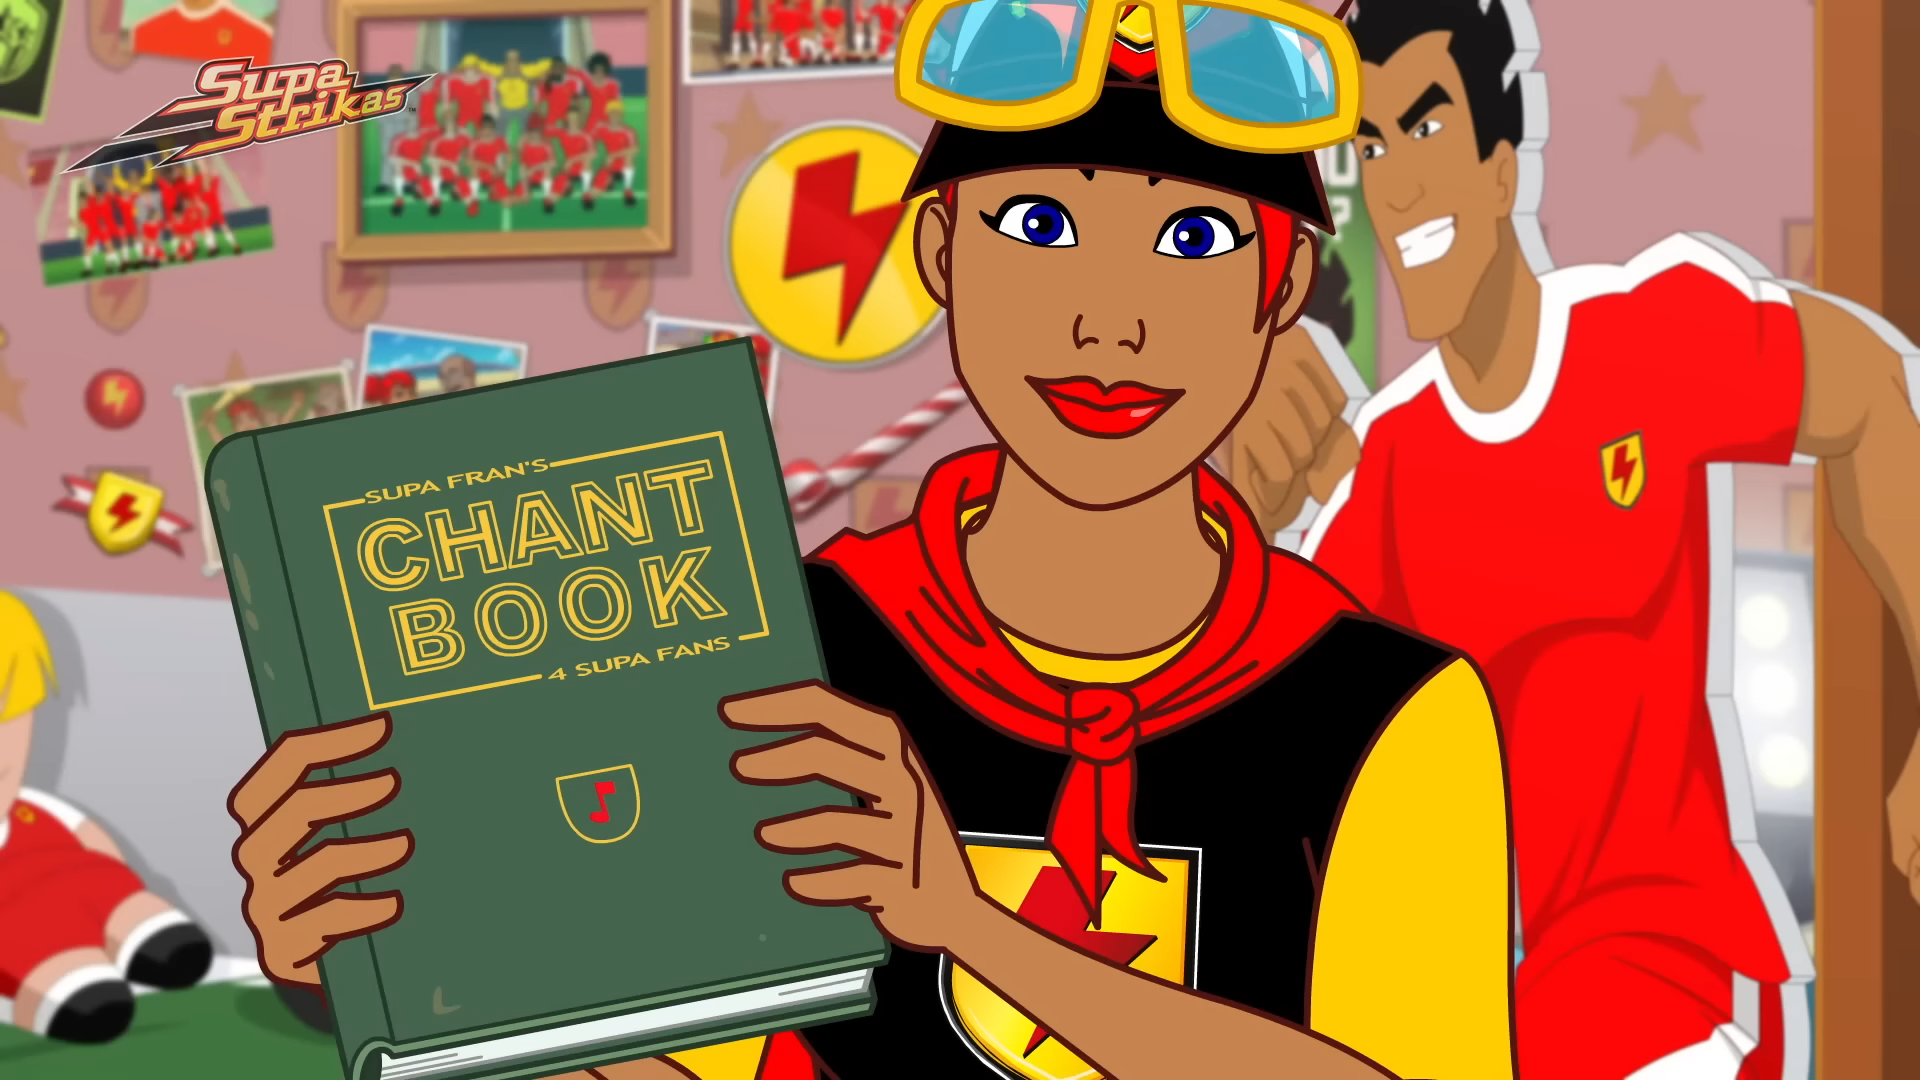 Supa
Strikas
SUPA FRAN'S
CHANT
BOOK
4 SUPA FANS